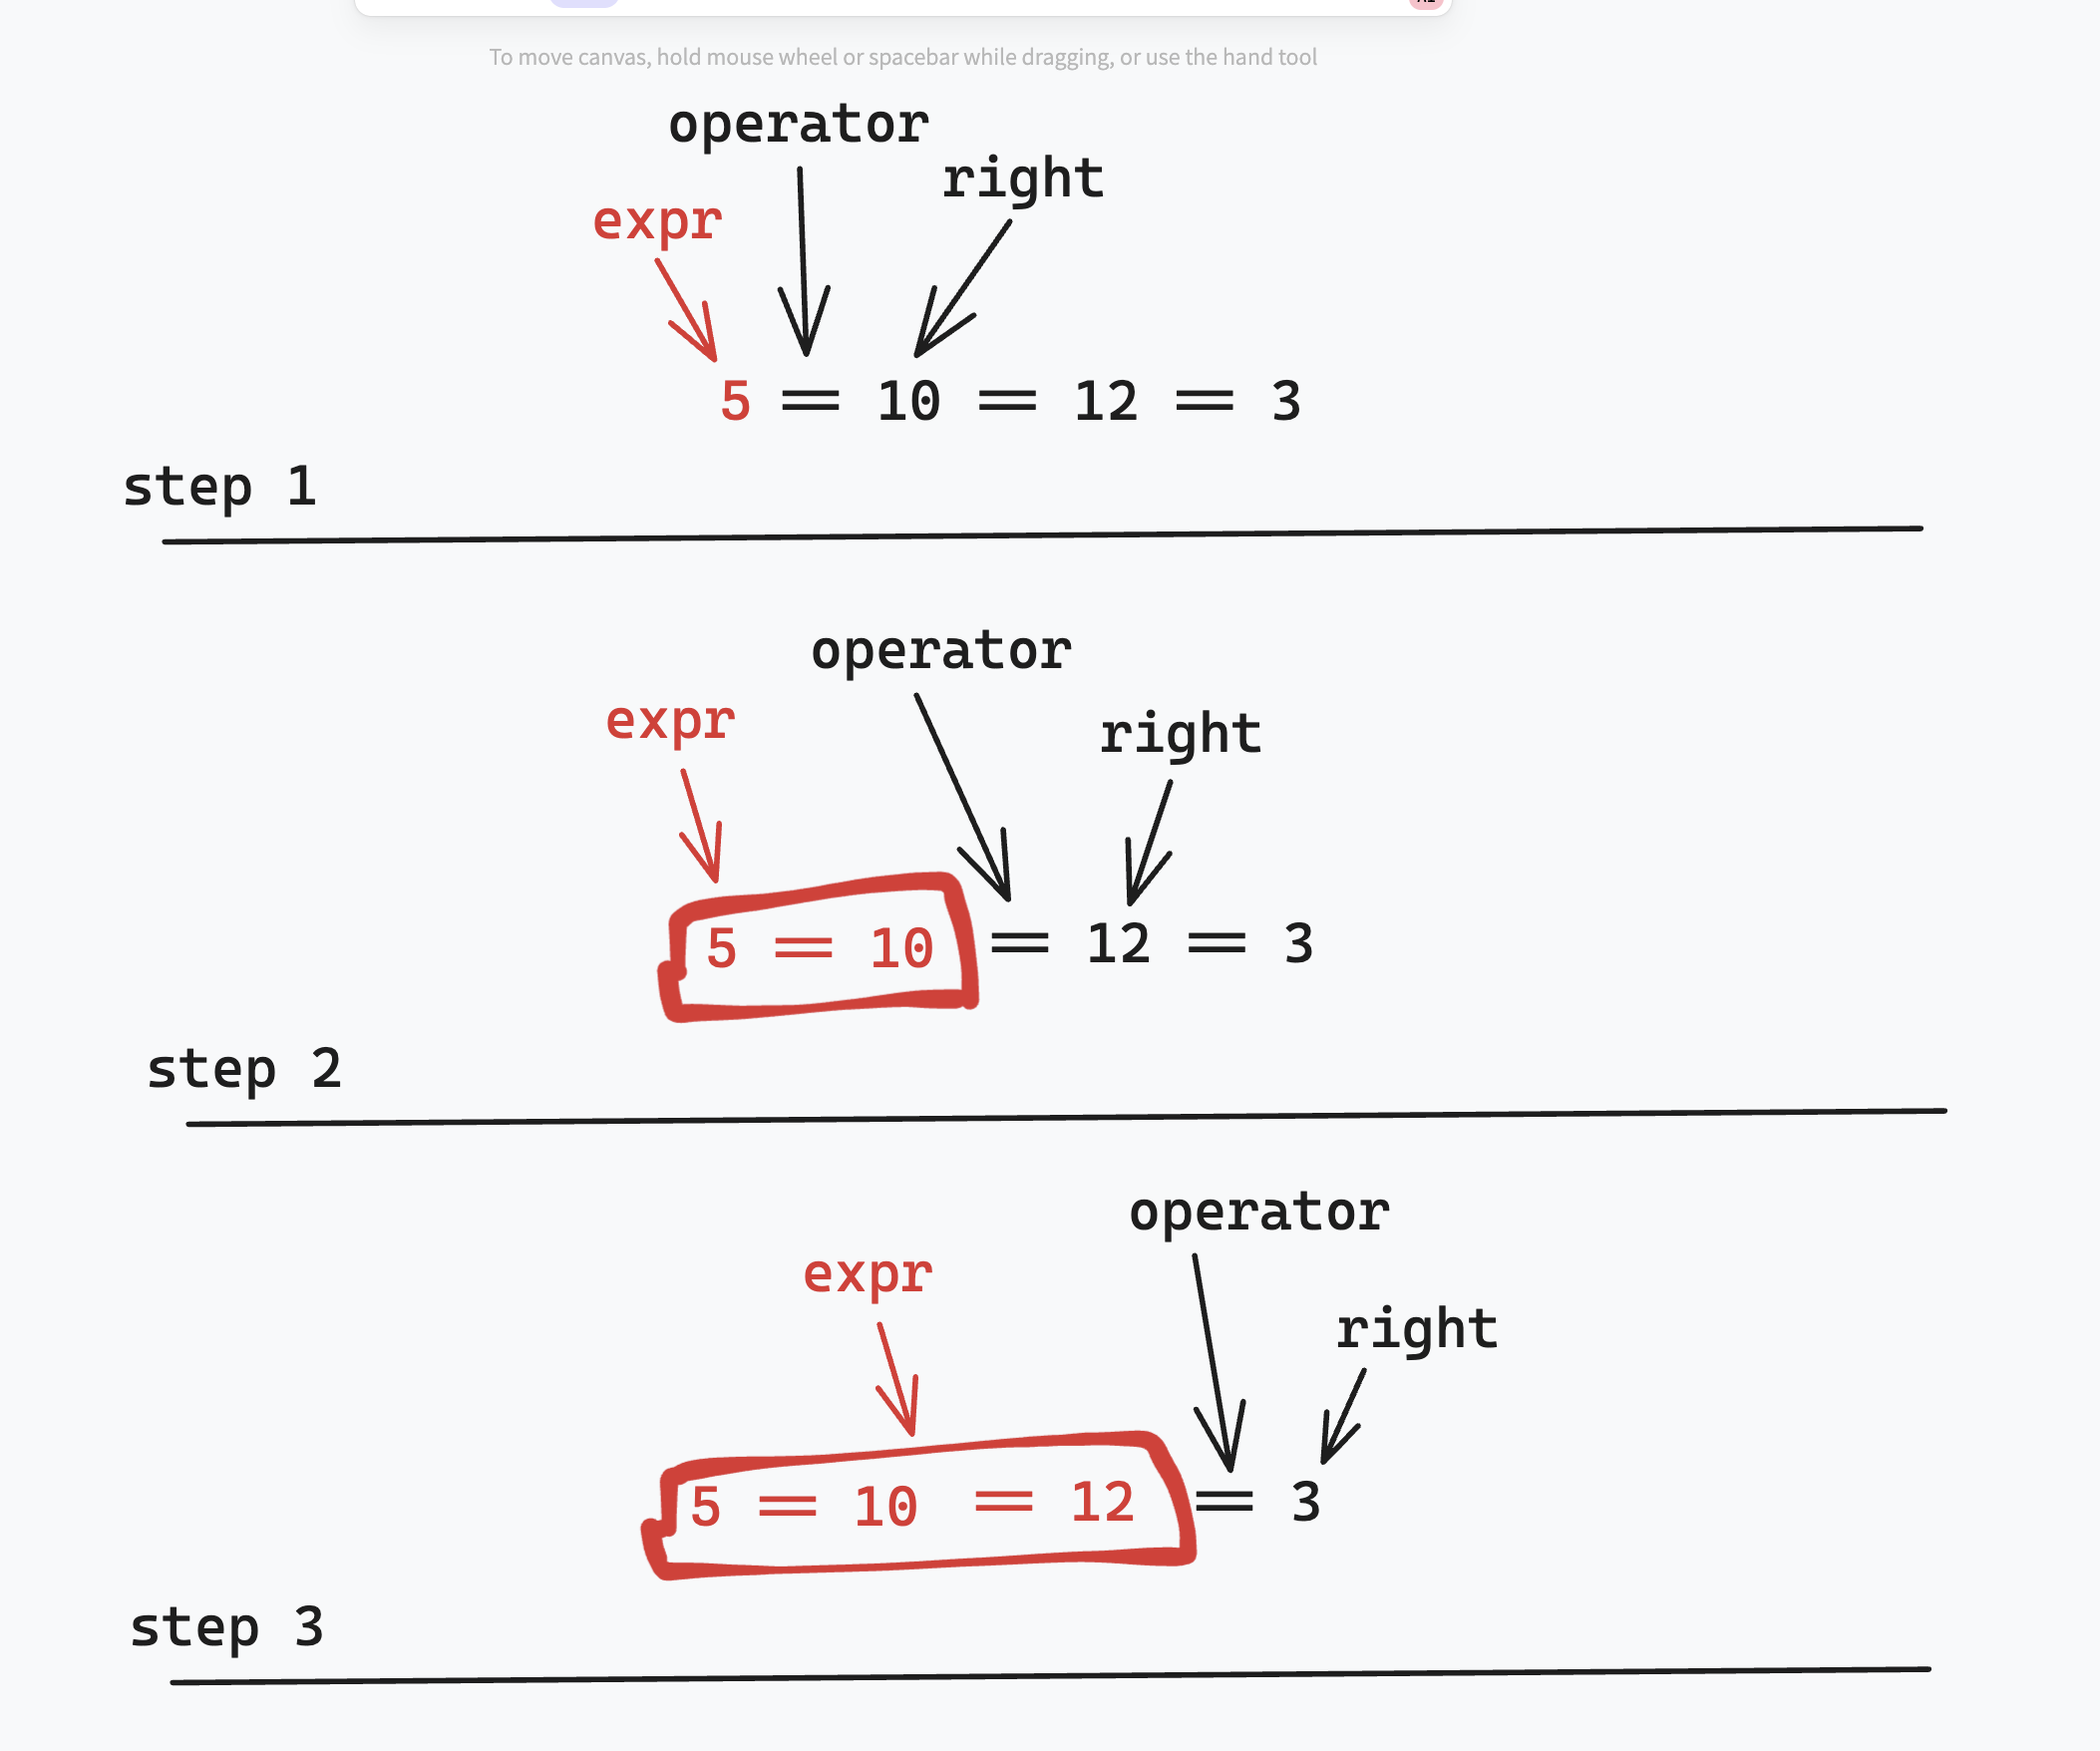 To move canvas, hold mouse wheel or spacebar while dragging, or use the hand tool
operator
right
expr
5 == 10 == 12 == 3
step 1
operator
expr
right
5 == 10 == 12 == 3
step 2
operator
expr
right
5 == 10 == 12 == 3
step 3